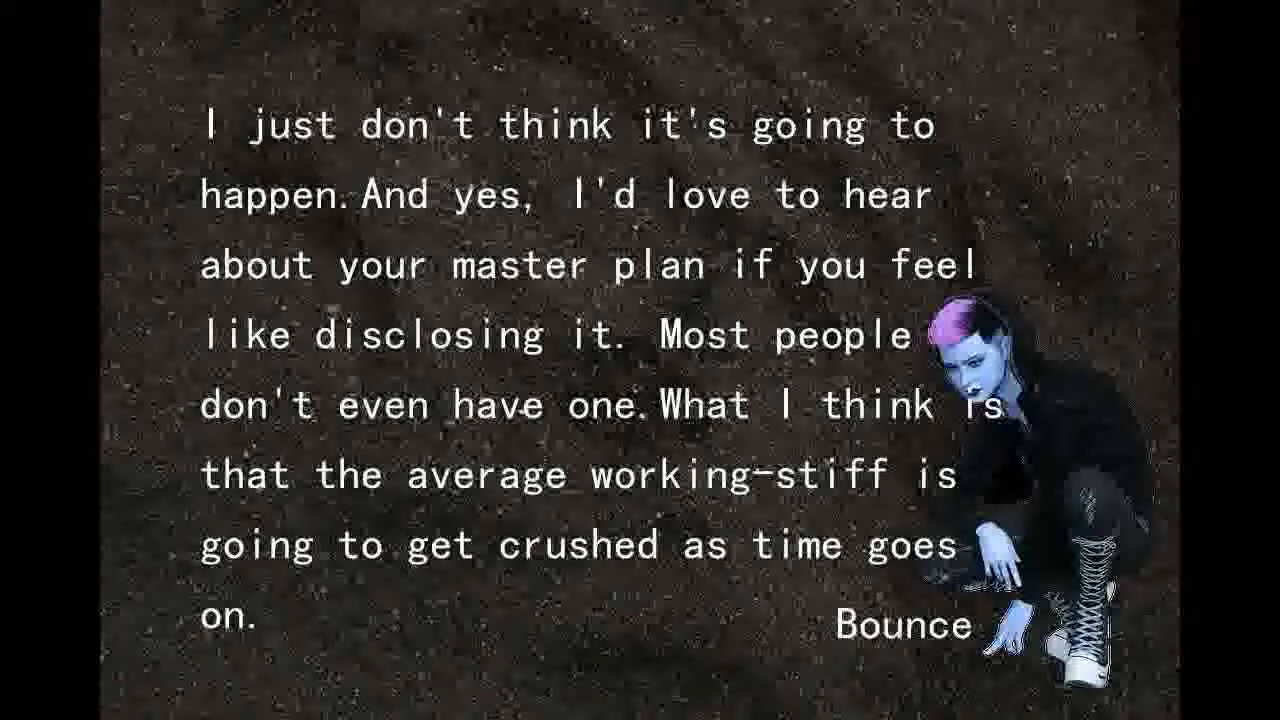 I just don't think it's going to
happen. And yes, I'd love to hear
about your master plan if you feel
like disclosing it. Most people
don't even have one. What I think is
that the average working-stiff is
going to get crushed as time goes
on.
Bounce